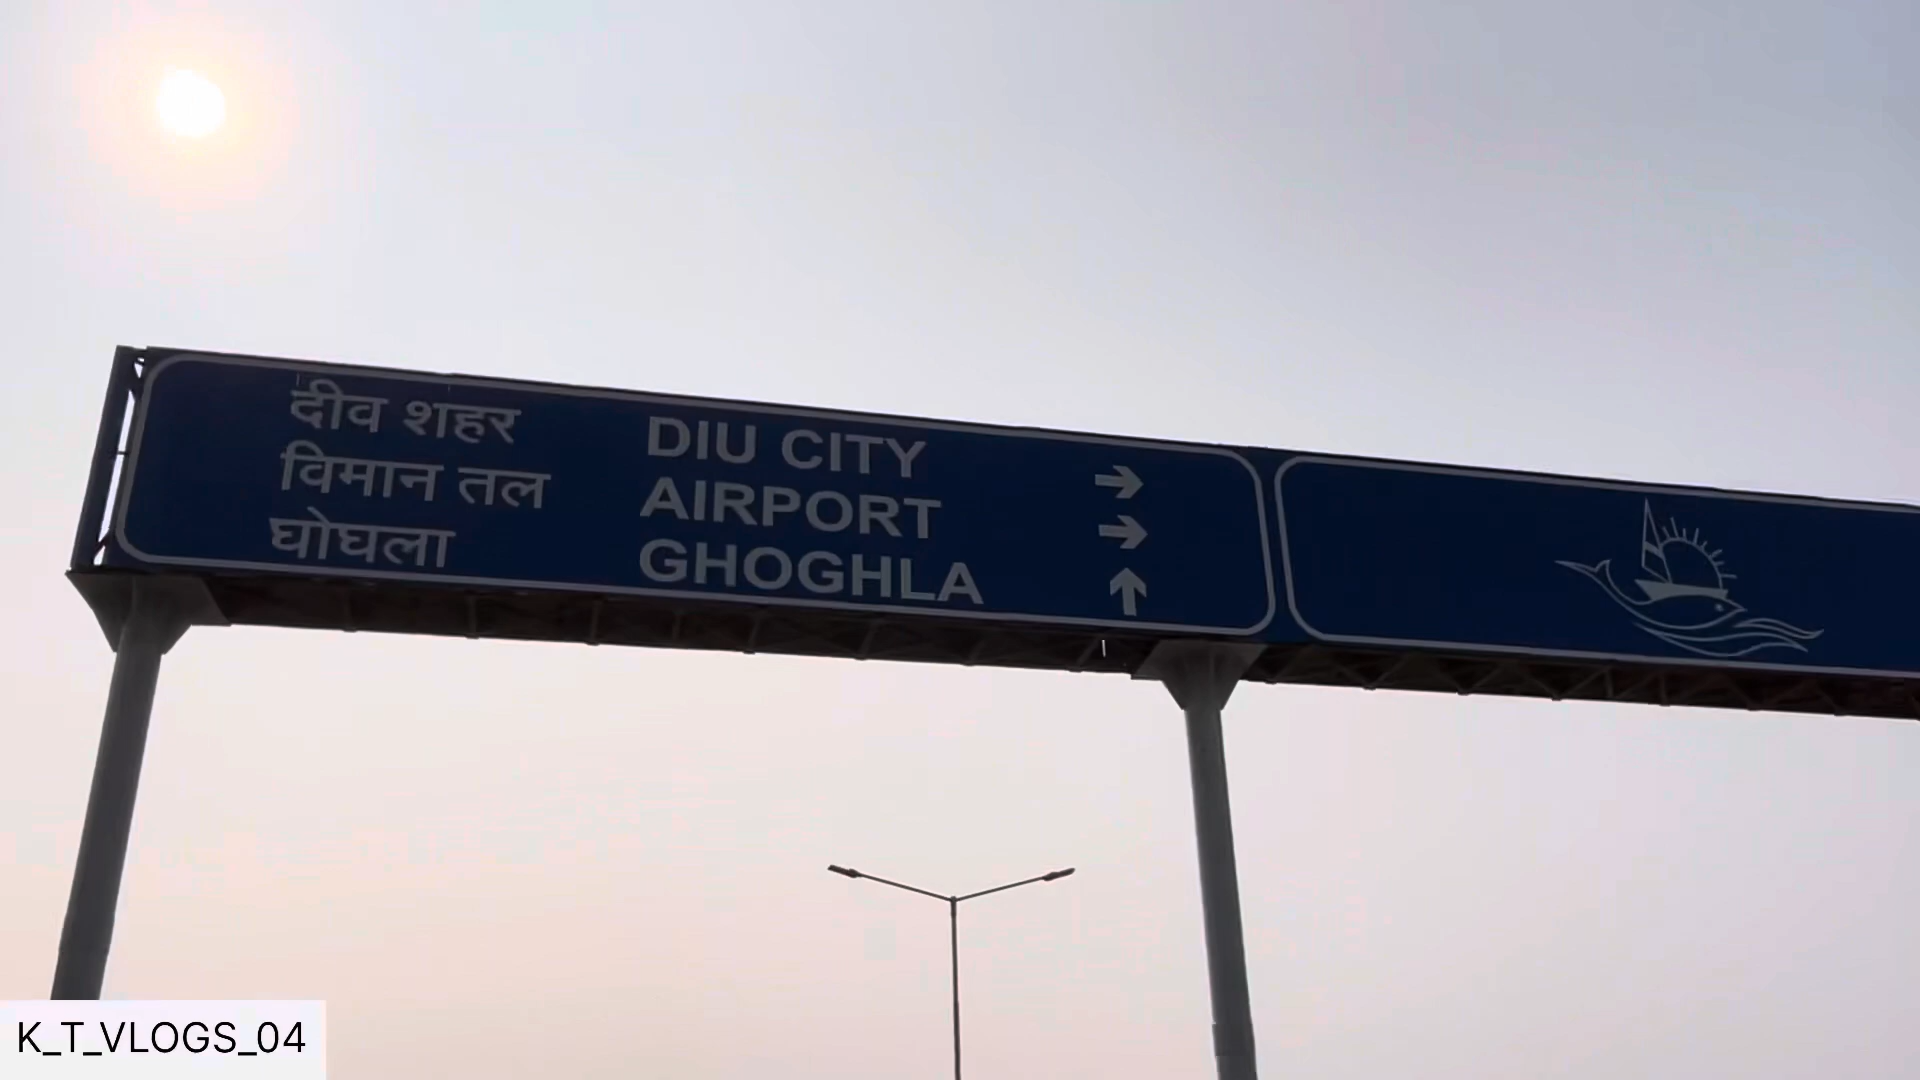 दीव शहर DIU CITY →
विमान तल AIRPORT →
घोघला GHOGHLA ↑
K_T_VLOGS_04